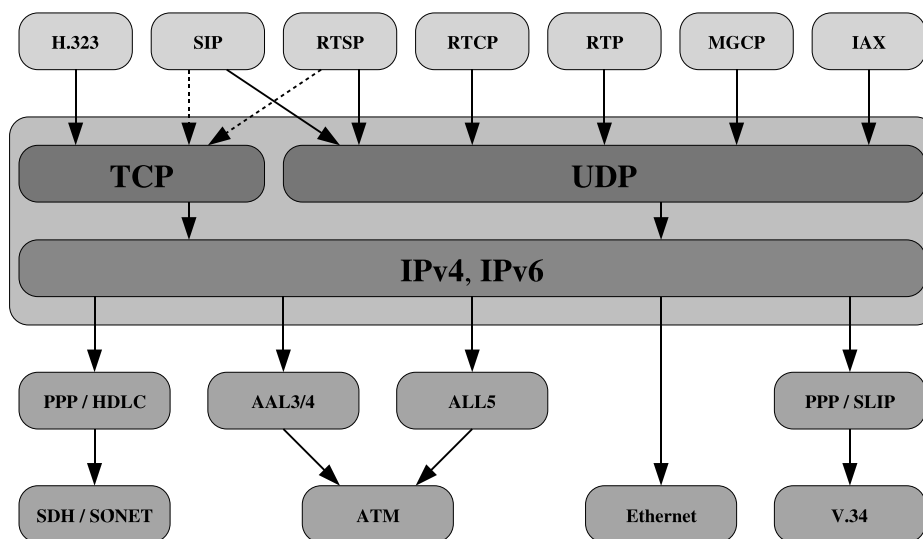 H.323
SIP
RTSP
RTCP
RTP
MGCP
IAX
TCP
UDP
IPv4, IPv6
PPP / HDLC
AAL3/4
ALL5
PPP / SLIP
SDH / SONET
ATM
Ethernet
V.34